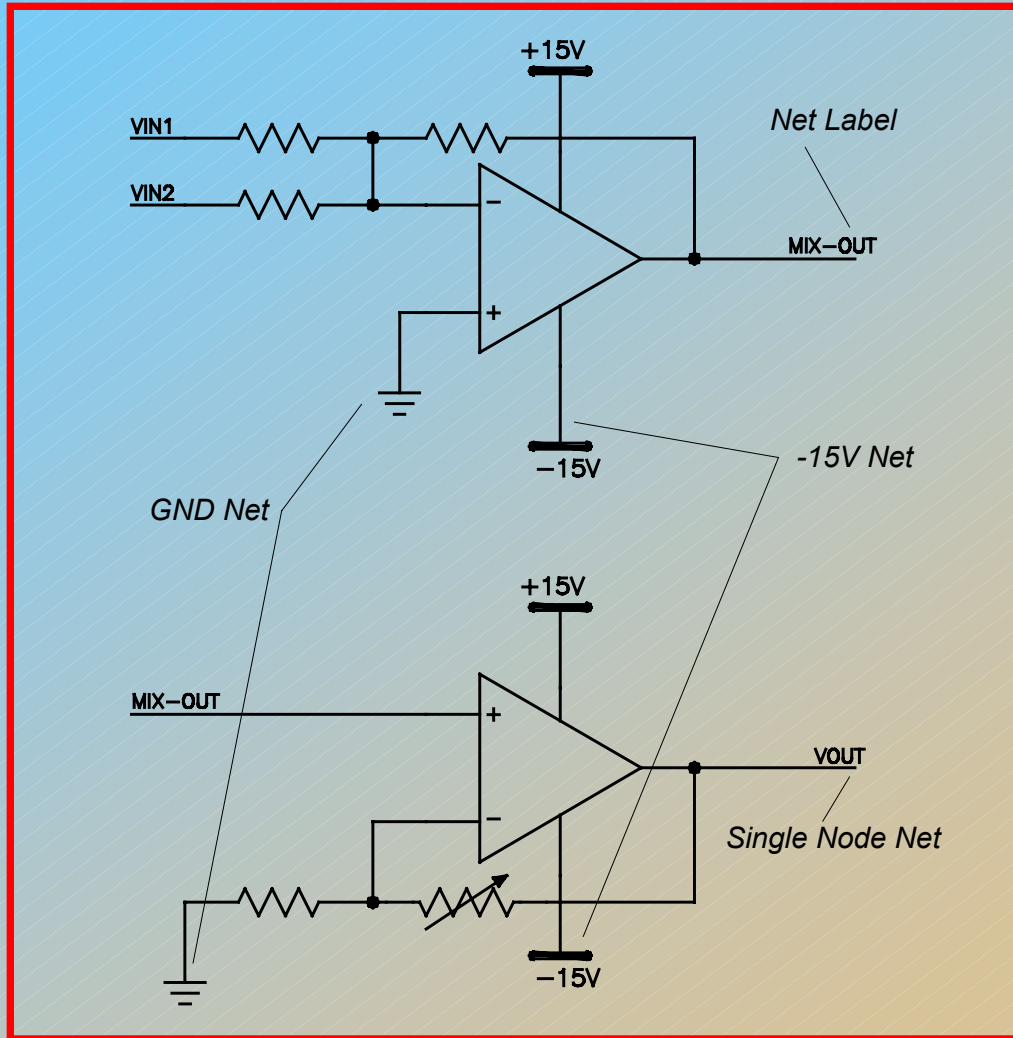 +15V
Net Label
VIN1
VIN2
−
MIX-OUT
+
-15V Net
−15V
GND Net
+15V
MIX-OUT
+
VOUT
−
Single Node Net
−15V